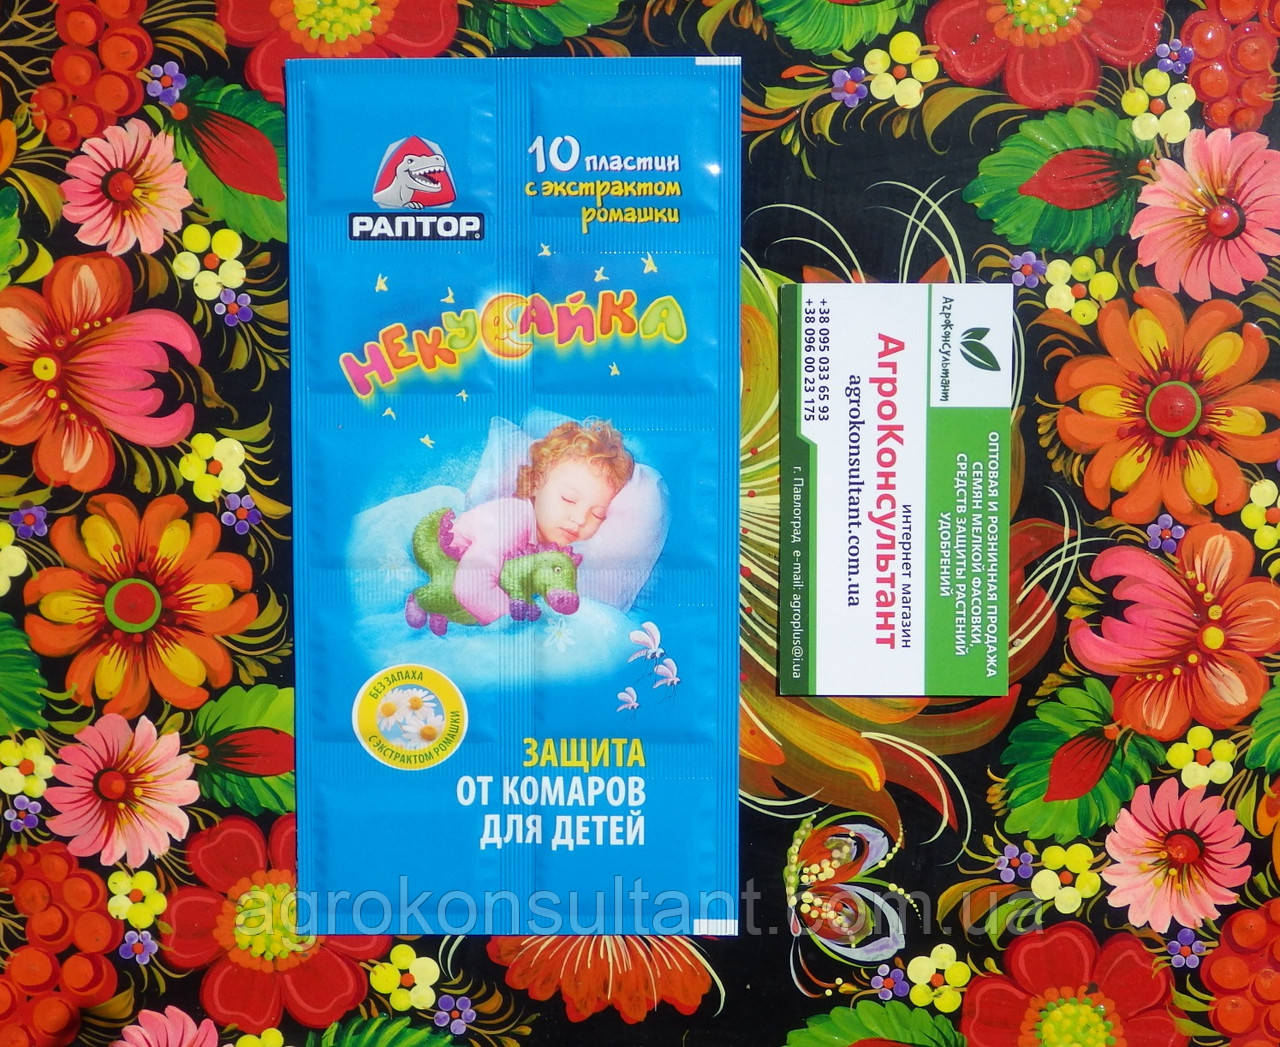 РАПТОР
10 пластин
с экстрактом
ромашки
НЕКУСАЙКА
БЕЗ ЗАПАХА
С ЭКСТРАКТОМ РОМАШКИ
ЗАЩИТА
ОТ КОМАРОВ
ДЛЯ ДЕТЕЙ
АгроКонсультант
ОПТОВАЯ И РОЗНИЧНАЯ ПРОДАЖА
СЕМЯН МЕЛКОЙ ФАСОВКИ,
СРЕДСТВ ЗАЩИТЫ РАСТЕНИЙ,
УДОБРЕНИЙ
интернет магазин
АгроКонсультант
agrokonsultant.com.ua
+38 095 033 65 93
+38 096 00 23 175
г. Павлоград e-mail: agroplus@i.ua
agrokonsultant.com.ua